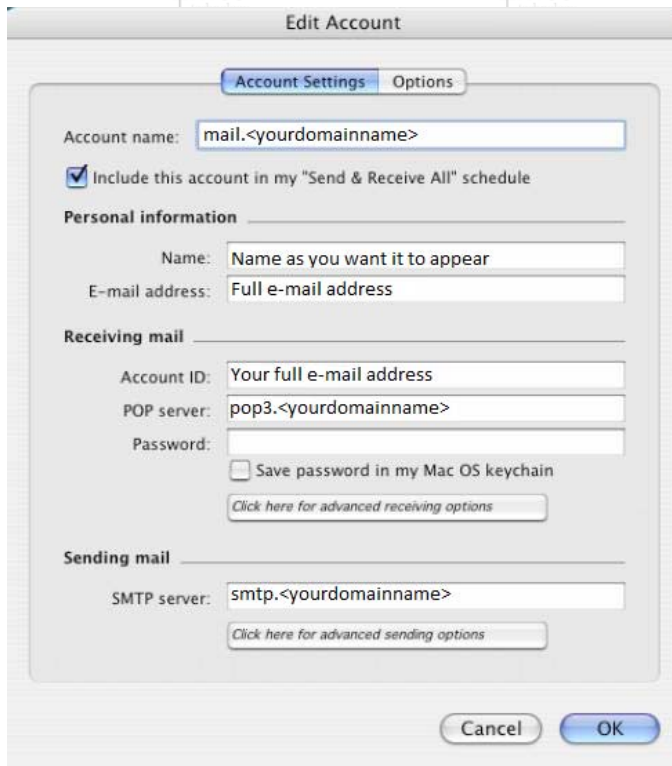 Edit Account
Account Settings Options
Account name: mail.<yourdomainname>
Include this account in my "Send & Receive All" schedule
Personal information
Name: Name as you want it to appear
E-mail address: Full e-mail address
Receiving mail
Account ID: Your full e-mail address
POP server: pop3.<yourdomainname>
Password:
Save password in my Mac OS keychain
Click here for advanced receiving options
Sending mail
SMTP server: smtp.<yourdomainname>
Click here for advanced sending options
Cancel OK